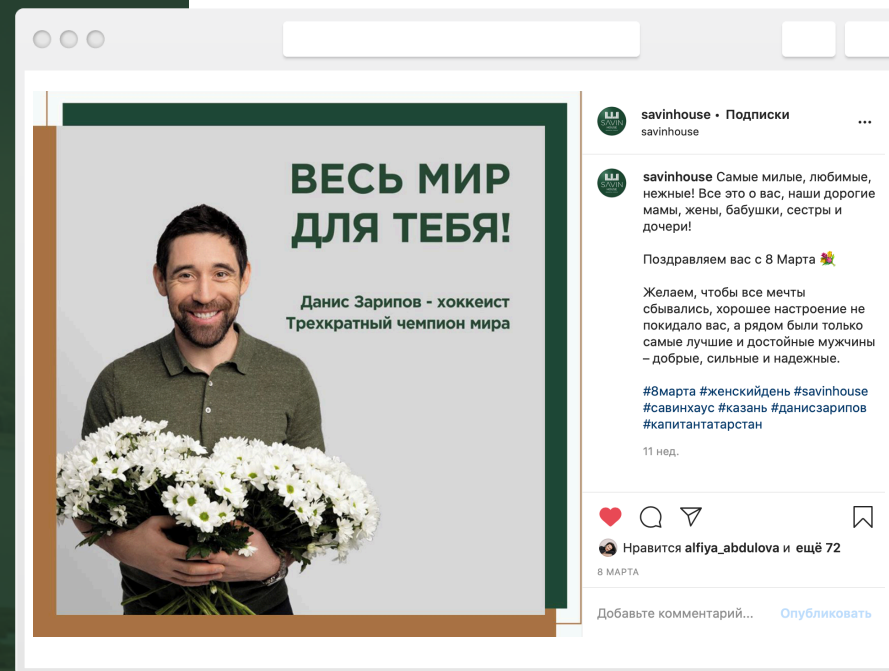 ВЕСЬ МИР
ДЛЯ ТЕБЯ!
Данис Зарипов - хоккеист
Трехкратный чемпион мира
SAVIN
savinhouse • Подписки
savinhouse
SAVIN
savinhouse Самые милые, любимые,
нежные! Все это о вас, наши дорогие
мамы, жены, бабушки, сестры и
дочери!
Поздравляем вас с 8 Марта 💐
Желаем, чтобы все мечты
сбывались, хорошее настроение не
покидало вас, а рядом были только
самые лучшие и достойные мужчины
– добрые, сильные и надежные.
#8марта #женскийдень #savinhouse
#савинхаус #казань #данисзарипов
#капитантатарстан
11 нед.
Нравится alfiya_abdulova и ещё 72
8 МАРТА
Добавьте комментарий... Опубликовать